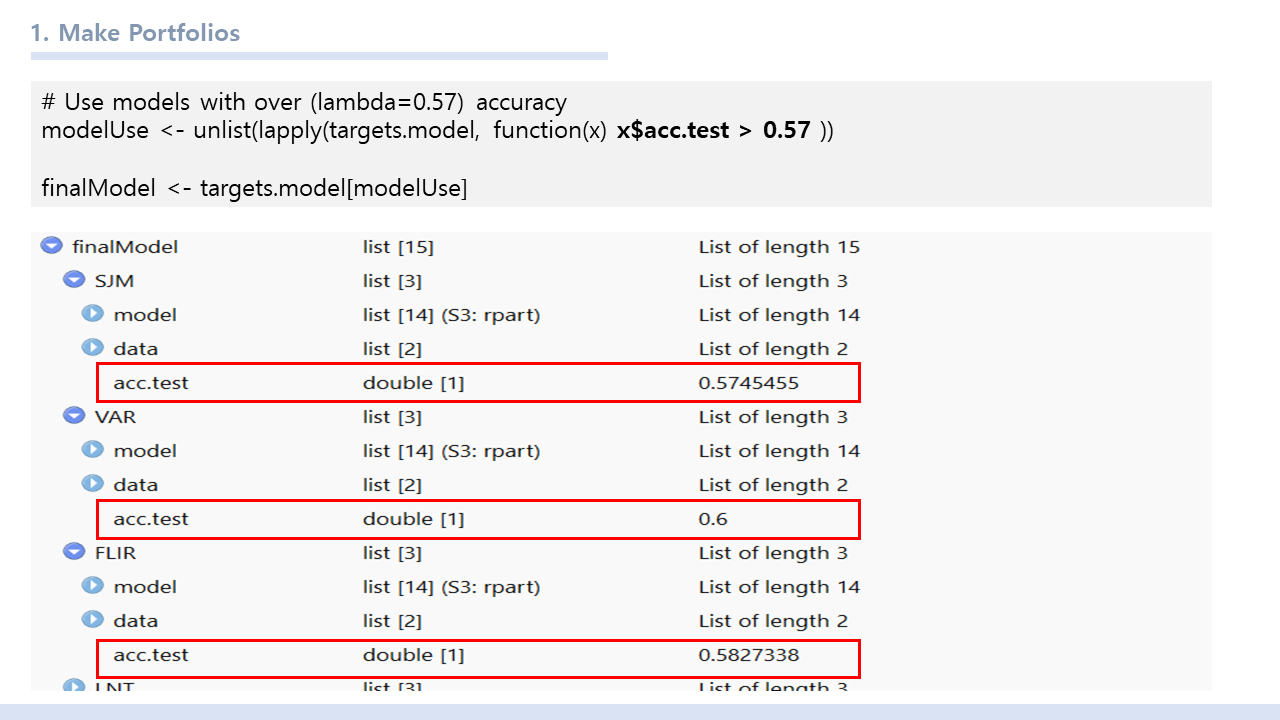 1. Make Portfolios
# Use models with over (lambda=0.57) accuracy
modelUse <- unlist(lapply(targets.model, function(x) x$acc.test > 0.57 ))
finalModel <- targets.model[modelUse]
finalModel list [15] List of length 15
SJM list [3] List of length 3
model list [14] (S3: rpart) List of length 14
data list [2] List of length 2
acc.test double [1] 0.5745455
VAR list [3] List of length 3
model list [14] (S3: rpart) List of length 14
data list [2] List of length 2
acc.test double [1] 0.6
FLIR list [3] List of length 3
model list [14] (S3: rpart) List of length 14
data list [2] List of length 2
acc.test double [1] 0.5827338
LNT list [3] List of length 3